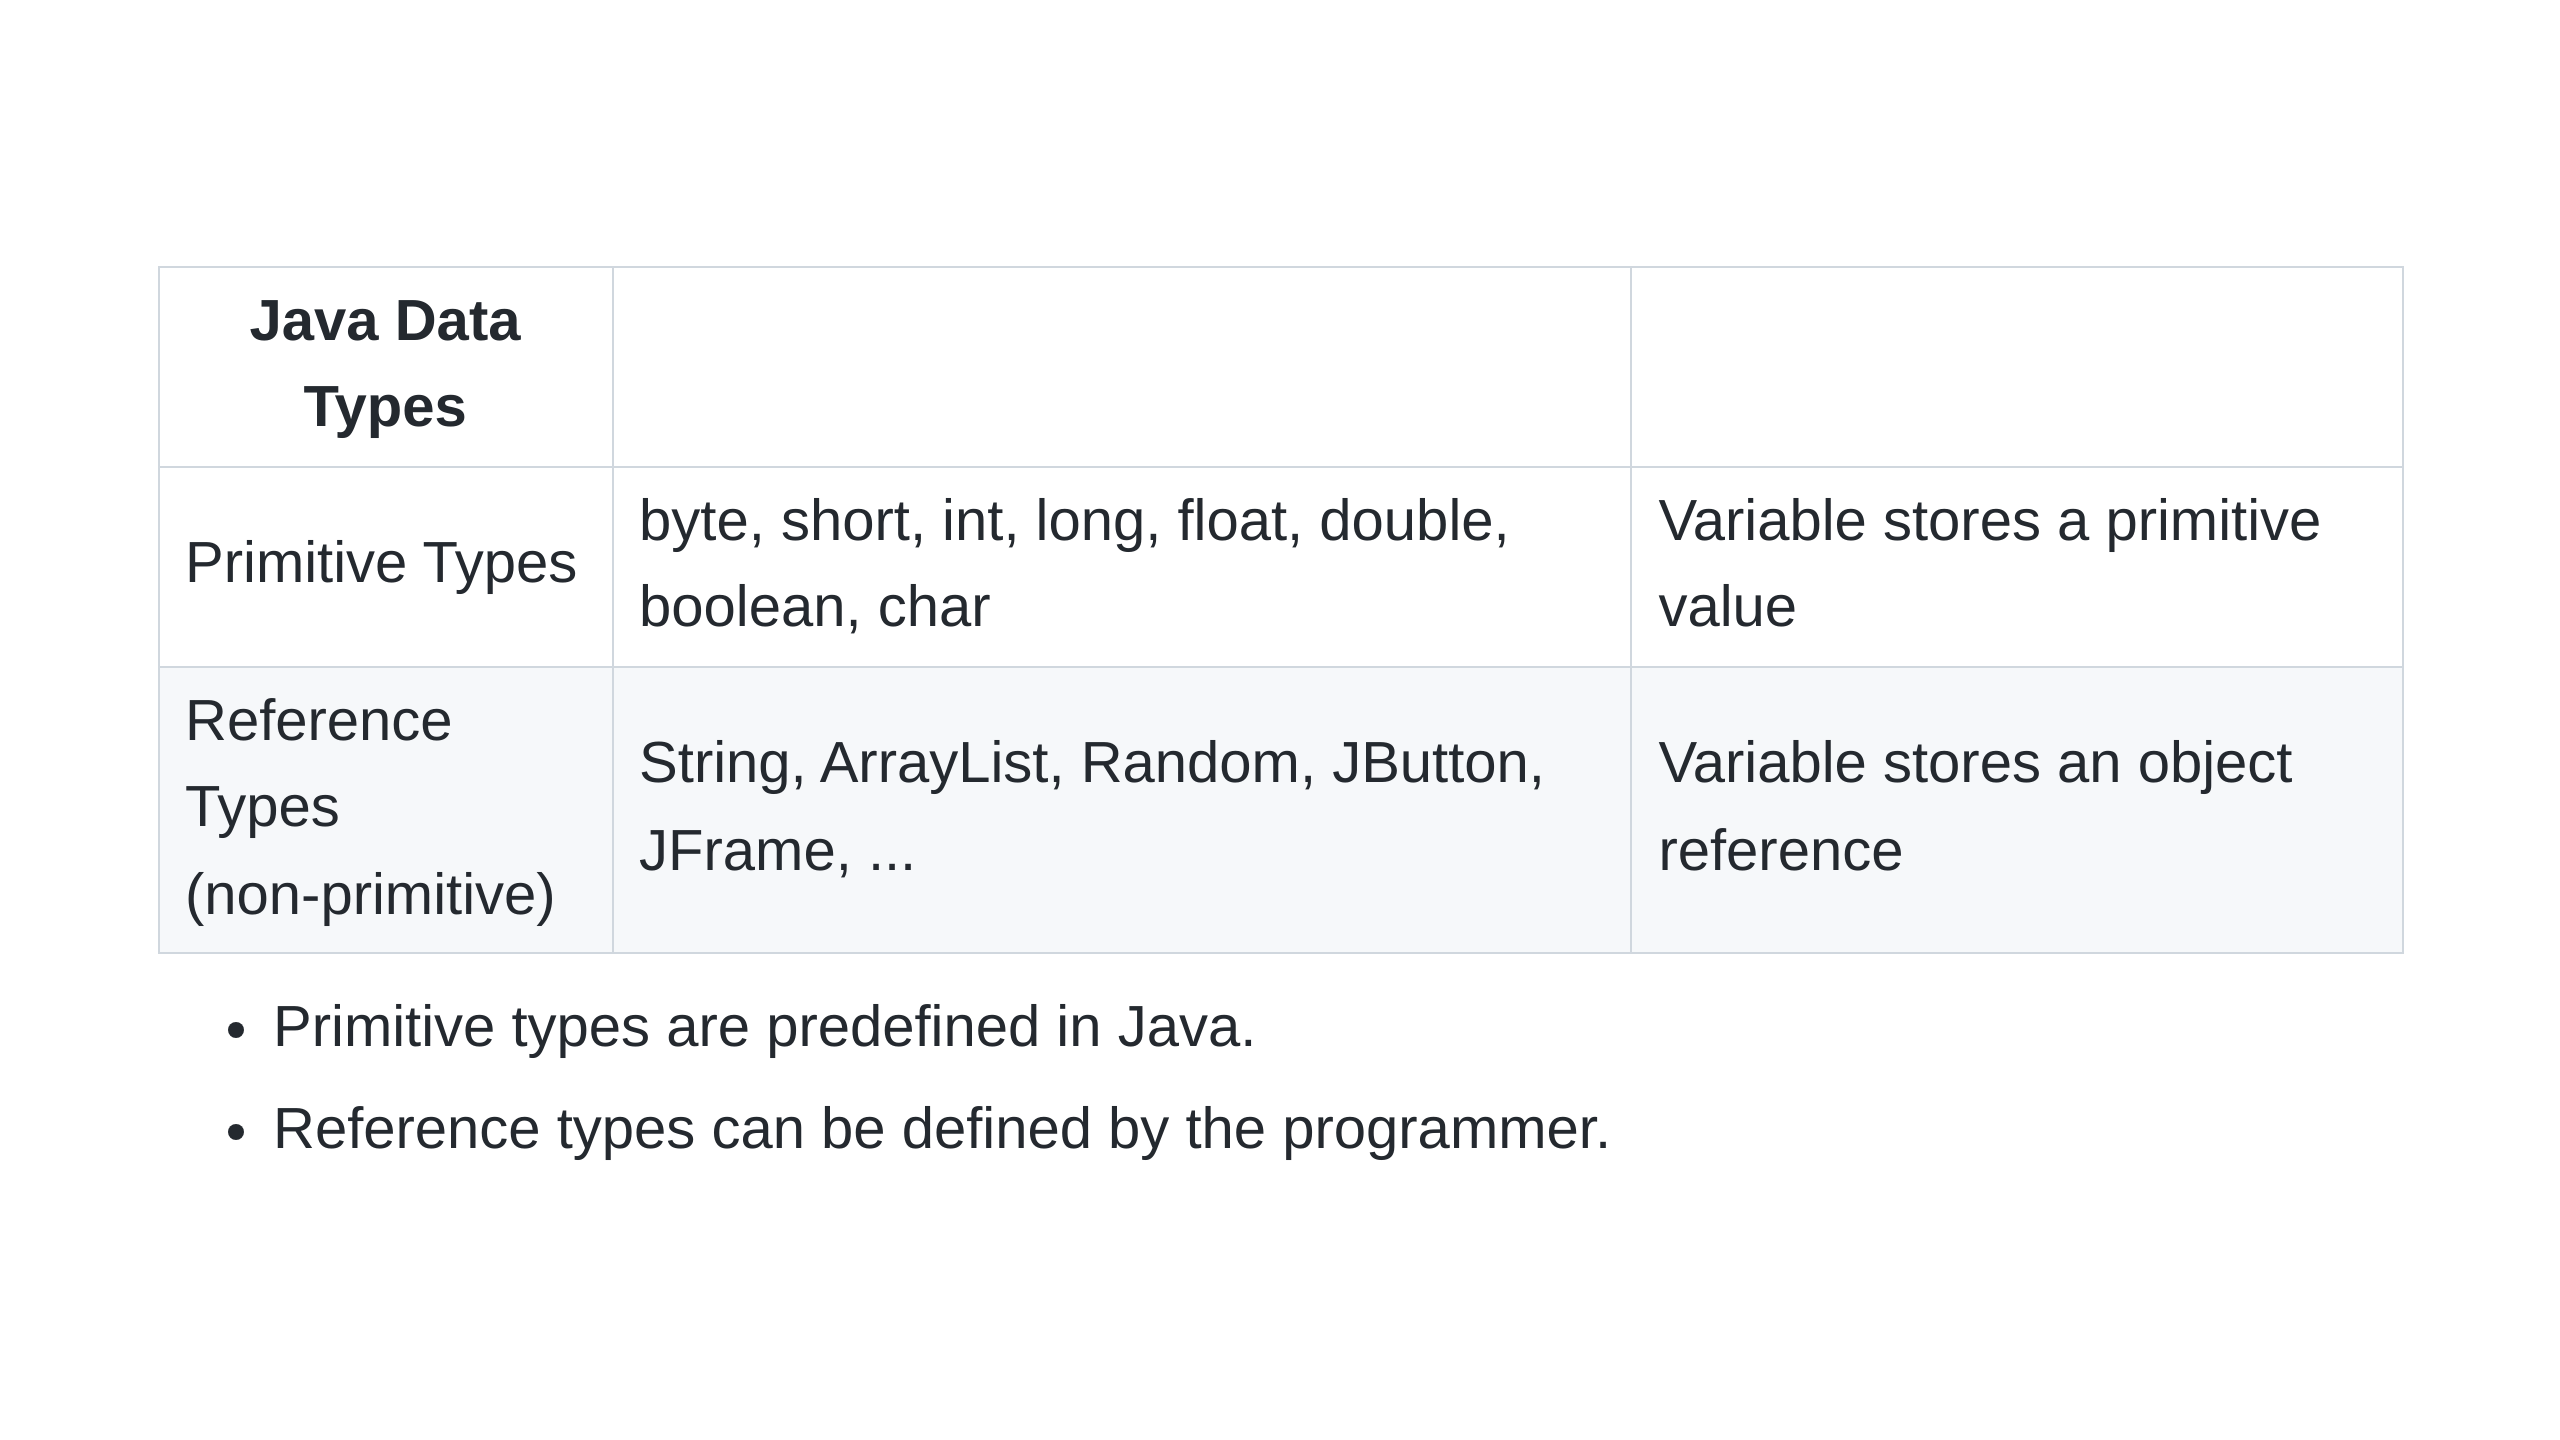 Java Data
Types
Primitive Types
byte, short, int, long, float, double,
boolean, char
Variable stores a primitive
value
Reference
Types
(non-primitive)
String, ArrayList, Random, JButton,
JFrame, ...
Variable stores an object
reference
• Primitive types are predefined in Java.
• Reference types can be defined by the programmer.